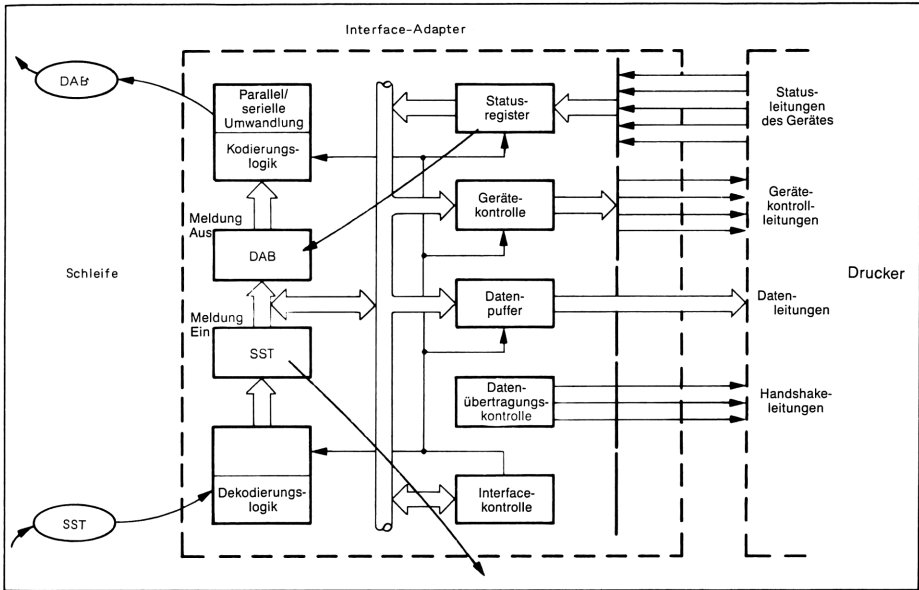 Interface-Adapter
DAB
Parallel/
serielle
Umwandlung
Kodierungs-
logik
Status-
register
Status-
leitungen
des Gerätes
Meldung
Aus
Geräte-
kontrolle
Geräte-
kontroll-
leitungen
Schleife
DAB
Drucker
Meldung
Ein
Daten-
puffer
Daten-
leitungen
SST
Daten-
übertragungs-
kontrolle
Handshake-
leitungen
Dekodierungs-
logik
Interface-
kontrolle
SST